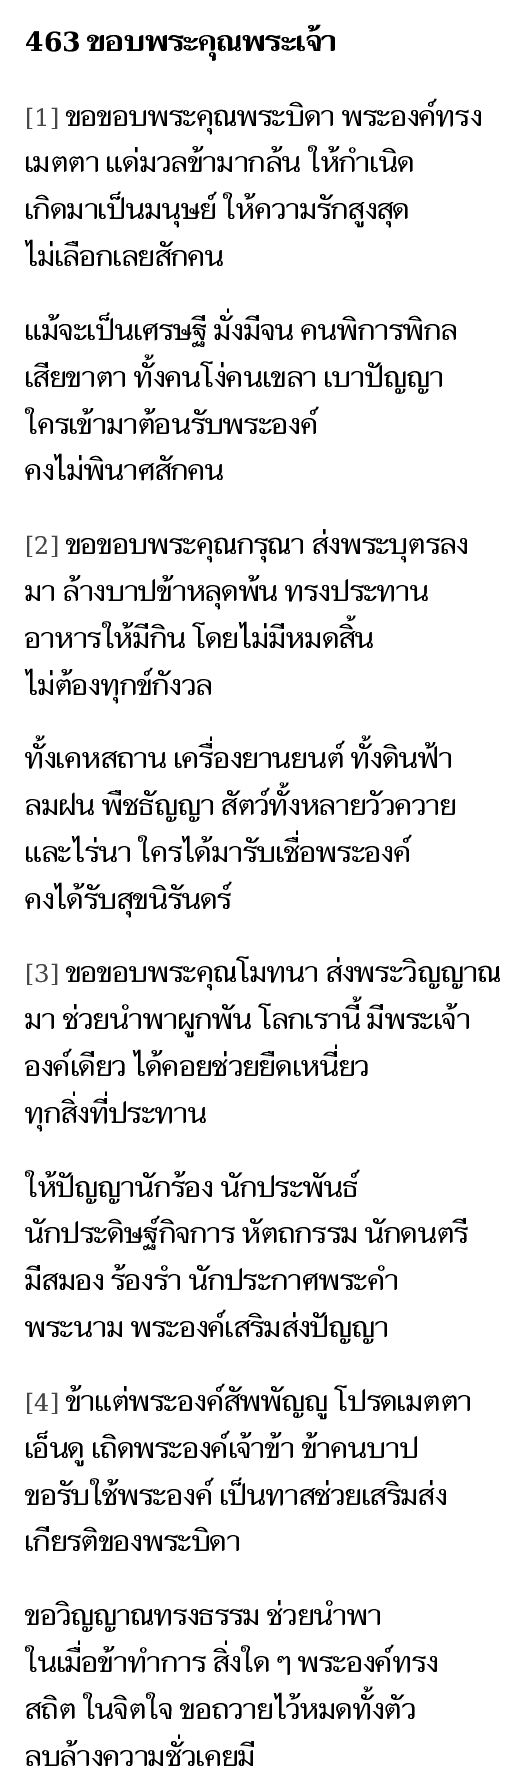 463 ขอบพระคุณพระเจ้า
[1] ขอขอบพระคุณพระบิดา พระองค์ทรง
เมตตา แด่มวลข้ามากล้น ให้กำเนิด
เกิดมาเป็นมนุษย์ ให้ความรักสูงสุด
ไม่เลือกเลยสักคน
แม้จะเป็นเศรษฐี มั่งมีจน คนพิการพิกล
เสียขาตา ทั้งคนโง่คนเขลา เบาปัญญา
ใครเข้ามาต้อนรับพระองค์
คงไม่พินาศสักคน
[2] ขอขอบพระคุณกรุณา ส่งพระบุตรลง
มา ล้างบาปข้าหลุดพ้น ทรงประทาน
อาหารให้มีกิน โดยไม่มีหมดสิ้น
ไม่ต้องทุกข์กังวล
ทั้งเคหสถาน เครื่องยานยนต์ ทั้งดินฟ้า
ลมฝน พืชธัญญา สัตว์ทั้งหลายวัวควาย
และไร่นา ใครได้มารับเชื่อพระองค์
คงได้รับสุขนิรันดร์
[3] ขอขอบพระคุณโมทนา ส่งพระวิญญาณ
มา ช่วยนำพาผูกพัน โลกเรานี้ มีพระเจ้า
องค์เดียว ได้คอยช่วยยึดเหนี่ยว
ทุกสิ่งที่ประทาน
ให้ปัญญานักร้อง นักประพันธ์
นักประดิษฐ์กิจการ หัตถกรรม นักดนตรี
มีสมอง ร้องรำ นักประกาศพระคำ
พระนาม พระองค์เสริมส่งปัญญา
[4] ข้าแต่พระองค์สัพพัญญู โปรดเมตตา
เอ็นดู เถิดพระองค์เจ้าข้า ข้าคนบาป
ขอรับใช้พระองค์ เป็นทาสช่วยเสริมส่ง
เกียรติของพระบิดา
ขอวิญญาณทรงธรรม ช่วยนำพา
ในเมื่อข้าทำการ สิ่งใด ๆ พระองค์ทรง
สถิต ในจิตใจ ขอถวายไว้หมดทั้งตัว
ลบล้างความชั่วเคยมี